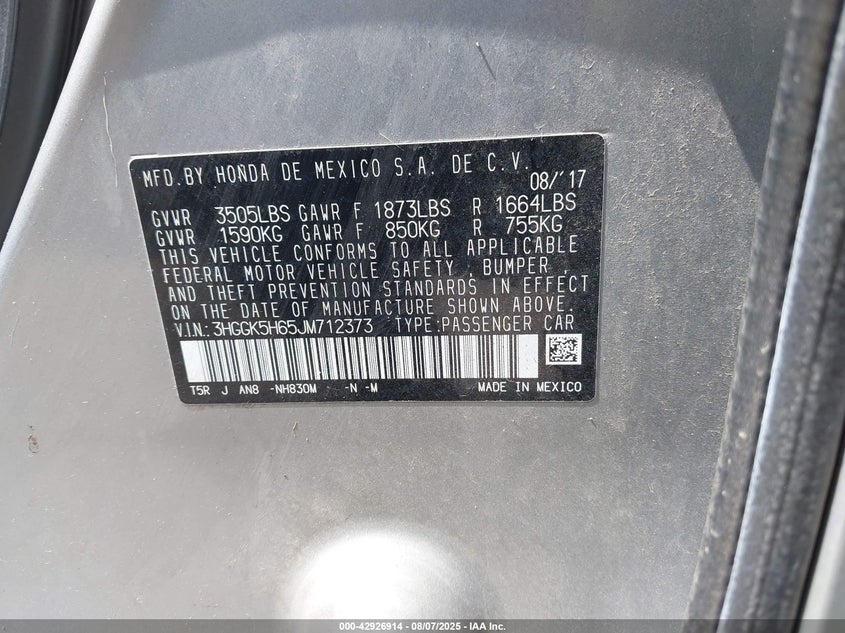 MFD.BY HONDA DE MEXICO S.A. DE C.V.
08/'17
GVWR 3505LBS GAWR F 1873LBS R 1664LBS
GVWR 1590KG GAWR F 850KG R 755KG
THIS VEHICLE CONFORMS TO ALL APPLICABLE
FEDERAL MOTOR VEHICLE SAFETY , BUMPER ,
AND THEFT PREVENTION STANDARDS IN EFFECT
ON THE DATE OF MANUFACTURE SHOWN ABOVE.
V.I.N.:3HGGK5H65JM712373 TYPE:PASSENGER CAR
T5R J AN8 -NH830M -N -M MADE IN MEXICO
000-42926914 - 08/07/2025 - IAA Inc.